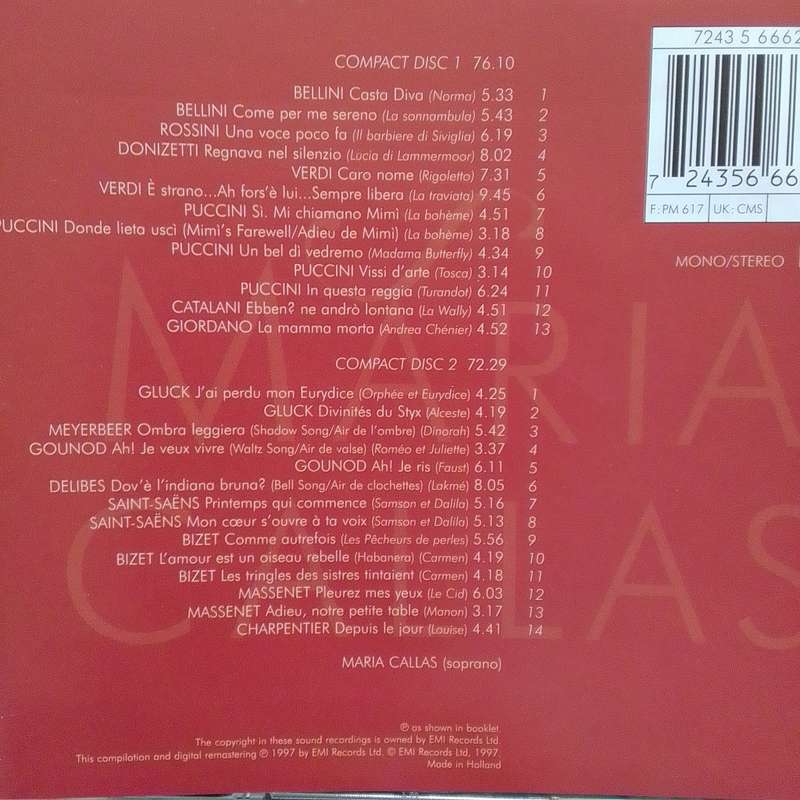 7243 5 6662
COMPACT DISC 1 76.10
BELLINI Casta Diva (Norma) 5.33 1
BELLINI Come per me sereno (La sonnambula) 5.43 2
ROSSINI Una voce poco fa (Il barbiere di Siviglia) 6.19 3
DONIZETTI Regnava nel silenzio (Lucia di Lammermoor) 8.02 4
VERDI Caro nome (Rigoletto) 7.31 5
VERDI È strano...Ah fors'è lui...Sempre libera (La traviata) 9.45 6
PUCCINI Sì. Mi chiamano Mimì (La bohème) 4.51 7
PUCCINI Donde lieta uscì (Mimì's Farewell/Adieu de Mimì) (La bohème) 3.18 8
PUCCINI Un bel dì vedremo (Madama Butterfly) 4.34 9
PUCCINI Vissi d'arte (Tosca) 3.14 10
PUCCINI In questa reggia (Turandot) 6.24 11
CATALANI Ebben? ne andrò lontana (La Wally) 4.51 12
GIORDANO La mamma morta (Andrea Chénier) 4.52 13
7 24356 66
F: PM 617 UK: CMS
MONO/STEREO
COMPACT DISC 2 72.29
GLUCK J'ai perdu mon Eurydice (Orphée et Eurydice) 4.25 1
GLUCK Divinités du Styx (Alceste) 4.19 2
MEYERBEER Ombra leggiera (Shadow Song/Air de l'ombre) (Dinorah) 5.42 3
GOUNOD Ah! Je veux vivre (Waltz Song/Air de valse) (Roméo et Juliette) 3.37 4
GOUNOD Ah! Je ris (Faust) 6.11 5
DELIBES Dov'è l'indiana bruna? (Bell Song/Air de clochettes) (Lakmé) 8.05 6
SAINT-SAËNS Printemps qui commence (Samson et Dalila) 5.16 7
SAINT-SAËNS Mon cœur s'ouvre à ta voix (Samson et Dalila) 5.13 8
BIZET Comme autrefois (Les Pêcheurs de perles) 5.56 9
BIZET L'amour est un oiseau rebelle (Habanera) (Carmen) 4.19 10
BIZET Les tringles des sistres tintaient (Carmen) 4.18 11
MASSENET Pleurez mes yeux (Le Cid) 6.03 12
MASSENET Adieu, notre petite table (Manon) 3.17 13
CHARPENTIER Depuis le jour (Louise) 4.41 14
MARIA CALLAS (soprano)
MARIA
CALLAS
℗ as shown in booklet.
The copyright in these sound recordings is owned by EMI Records Ltd.
This compilation and digital remastering ℗ 1997 by EMI Records Ltd. © EMI Records Ltd, 1997.
Made in Holland